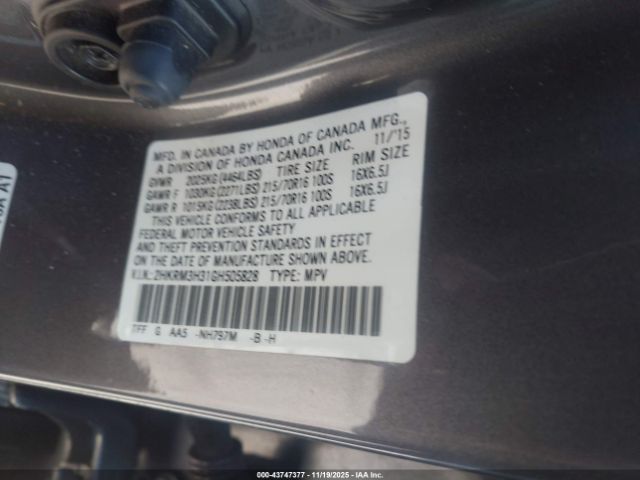 MFD. IN CANADA BY HONDA OF CANADA MFG.,
A DIVISION OF HONDA CANADA INC. 11/'15
GVWR 2025KG (4464LBS) TIRE SIZE RIM SIZE
GAWR F 1030KG (2271LBS) 215/70R16 100S 16X6.5J
GAWR R 1015KG (2238LBS) 215/70R16 100S 16X6.5J
THIS VEHICLE CONFORMS TO ALL APPLICABLE
FEDERAL MOTOR VEHICLE SAFETY
AND THEFT PREVENTION STANDARDS IN EFFECT
ON THE DATE OF MANUFACTURE SHOWN ABOVE.
V.I.N.: 2HKRM3H31GH505828 TYPE: MPV
TFF G AA5 -NH797M -B -H
A1
000-43747377 - 11/19/2025 - IAA Inc.